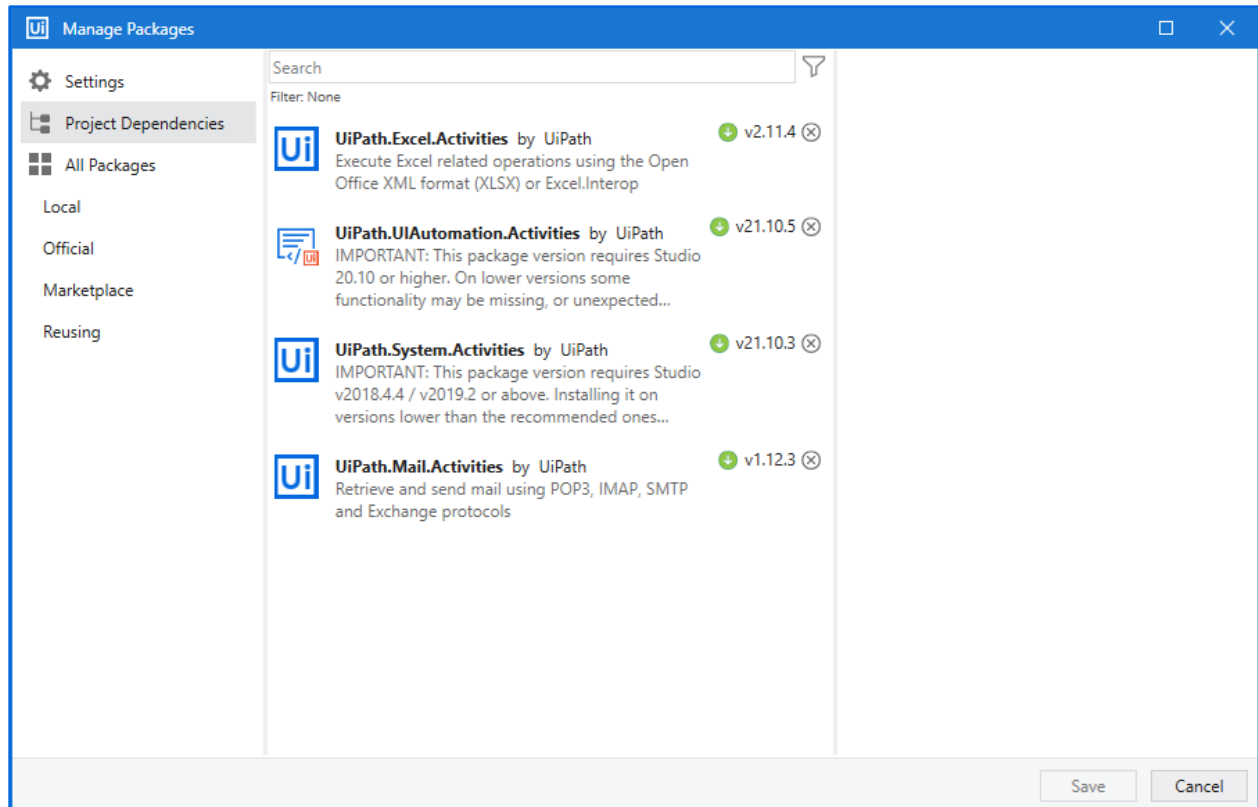 Ui Manage Packages
Settings
Project Dependencies
All Packages
Local
Official
Marketplace
Reusing
Search
Filter: None
Ui UiPath.Excel.Activities by UiPath v2.11.4
Execute Excel related operations using the Open
Office XML format (XLSX) or Excel.Interop
UiPath.UIAutomation.Activities by UiPath v21.10.5
IMPORTANT: This package version requires Studio
20.10 or higher. On lower versions some
functionality may be missing, or unexpected...
Ui
Ui UiPath.System.Activities by UiPath v21.10.3
IMPORTANT: This package version requires Studio
v2018.4.4 / v2019.2 or above. Installing it on
versions lower than the recommended ones...
Ui UiPath.Mail.Activities by UiPath v1.12.3
Retrieve and send mail using POP3, IMAP, SMTP
and Exchange protocols
Save Cancel